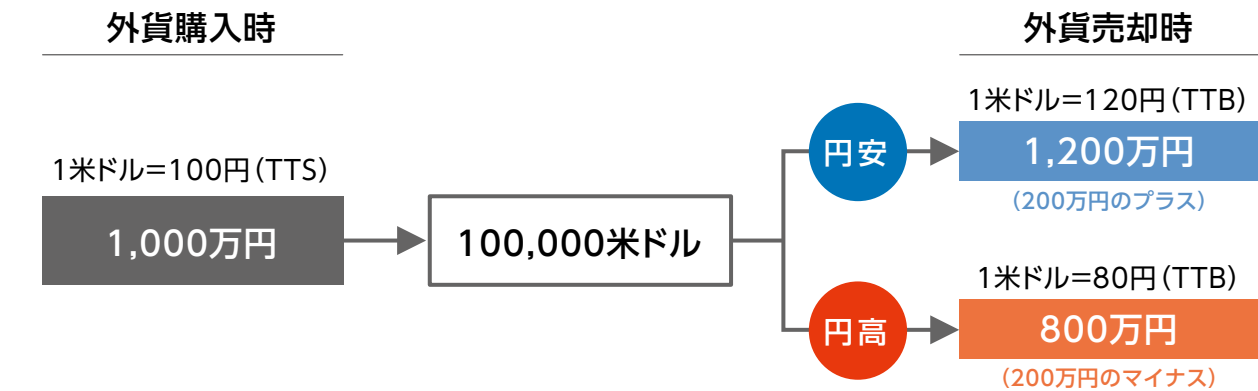 外貨購入時
外貨売却時
1米ドル＝100円（TTS）
1,000万円
100,000米ドル
円安
1米ドル＝120円（TTB）
1,200万円
（200万円のプラス）
円高
1米ドル＝80円（TTB）
800万円
（200万円のマイナス）